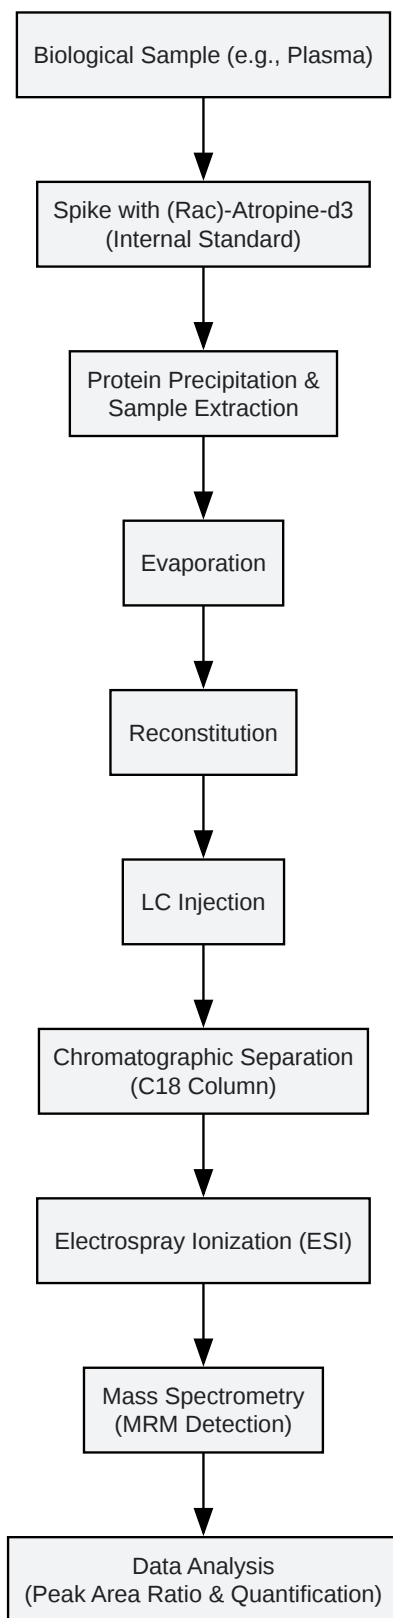 Biological Sample (e.g., Plasma)
Spike with (Rac)-Atropine-d3
(Internal Standard)
Protein Precipitation &
Sample Extraction
Evaporation
Reconstitution
LC Injection
Chromatographic Separation
(C18 Column)
Electrospray Ionization (ESI)
Mass Spectrometry
(MRM Detection)
Data Analysis
(Peak Area Ratio & Quantification)